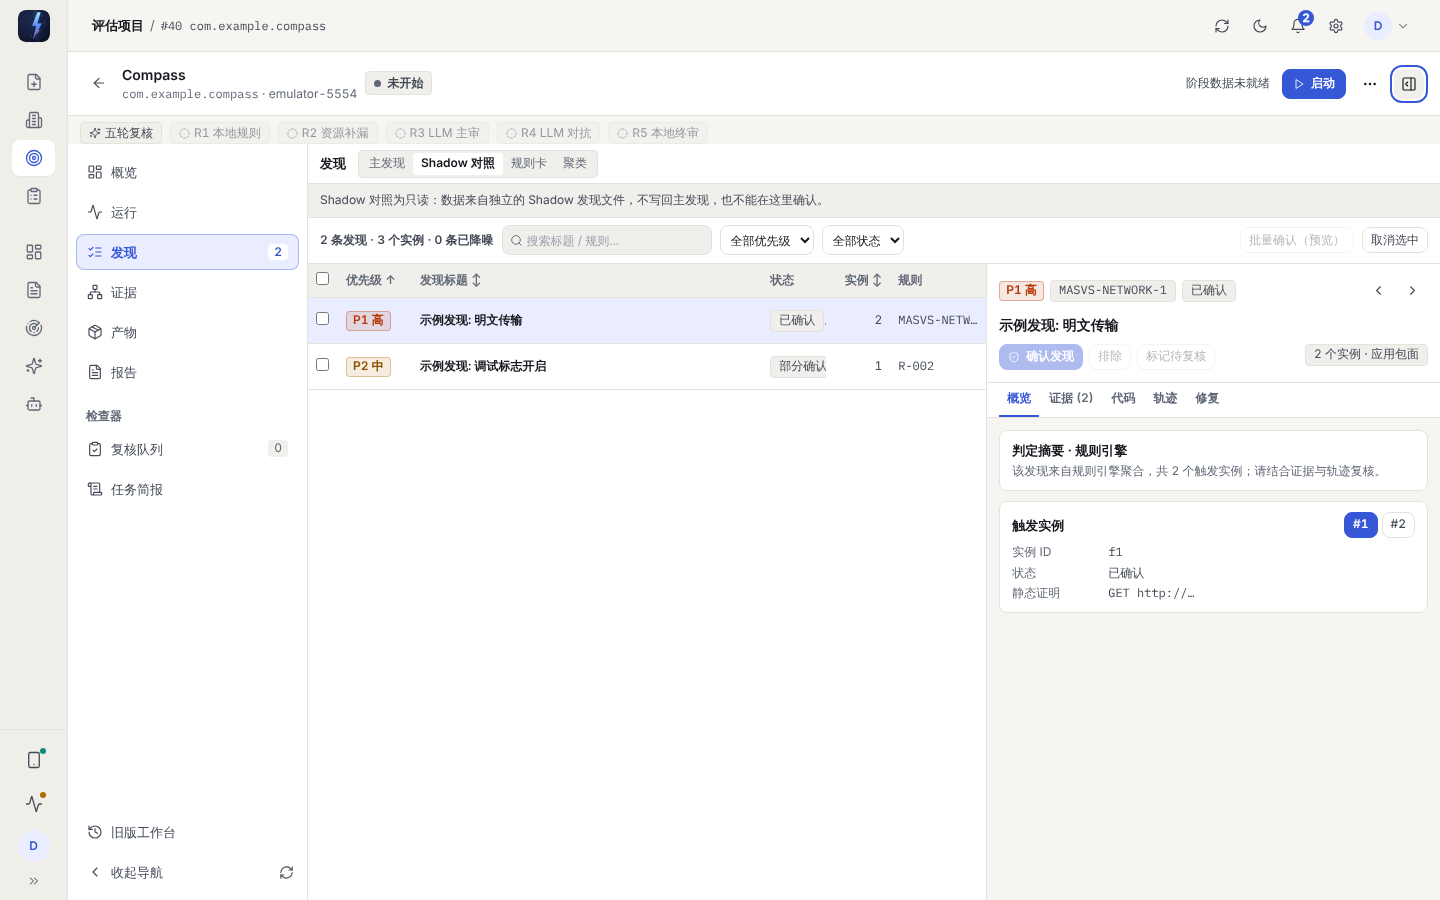 评估项目 / #40 com.example.compass
2
D
Compass
com.example.compass · emulator-5554
未开始
阶段数据未就绪
启动
五轮复核
R1 本地规则
R2 资源补漏
R3 LLM 主审
R4 LLM 对抗
R5 本地终审
概览
运行
发现 2
证据
产物
报告
检查器
复核队列 0
任务简报
旧版工作台
收起导航
D
发现
主发现 Shadow 对照 规则卡 聚类
Shadow 对照为只读：数据来自独立的 Shadow 发现文件，不写回主发现，也不能在这里确认。
2 条发现 · 3 个实例 · 0 条已降噪
搜索标题 / 规则...
全部优先级
全部状态
批量确认（预览）
取消选中
优先级 ↑ 发现标题 状态 实例 规则
P1 高 示例发现: 明文传输 已确认 2 MASVS-NETW…
P2 中 示例发现: 调试标志开启 部分确认 1 R-002
P1 高 MASVS-NETWORK-1 已确认
示例发现: 明文传输
确认发现 排除 标记待复核
2 个实例 · 应用包面
概览 证据 (2) 代码 轨迹 修复
判定摘要 · 规则引擎
该发现来自规则引擎聚合，共 2 个触发实例；请结合证据与轨迹复核。
触发实例
#1 #2
实例 ID f1
状态 已确认
静态证明 GET http://…